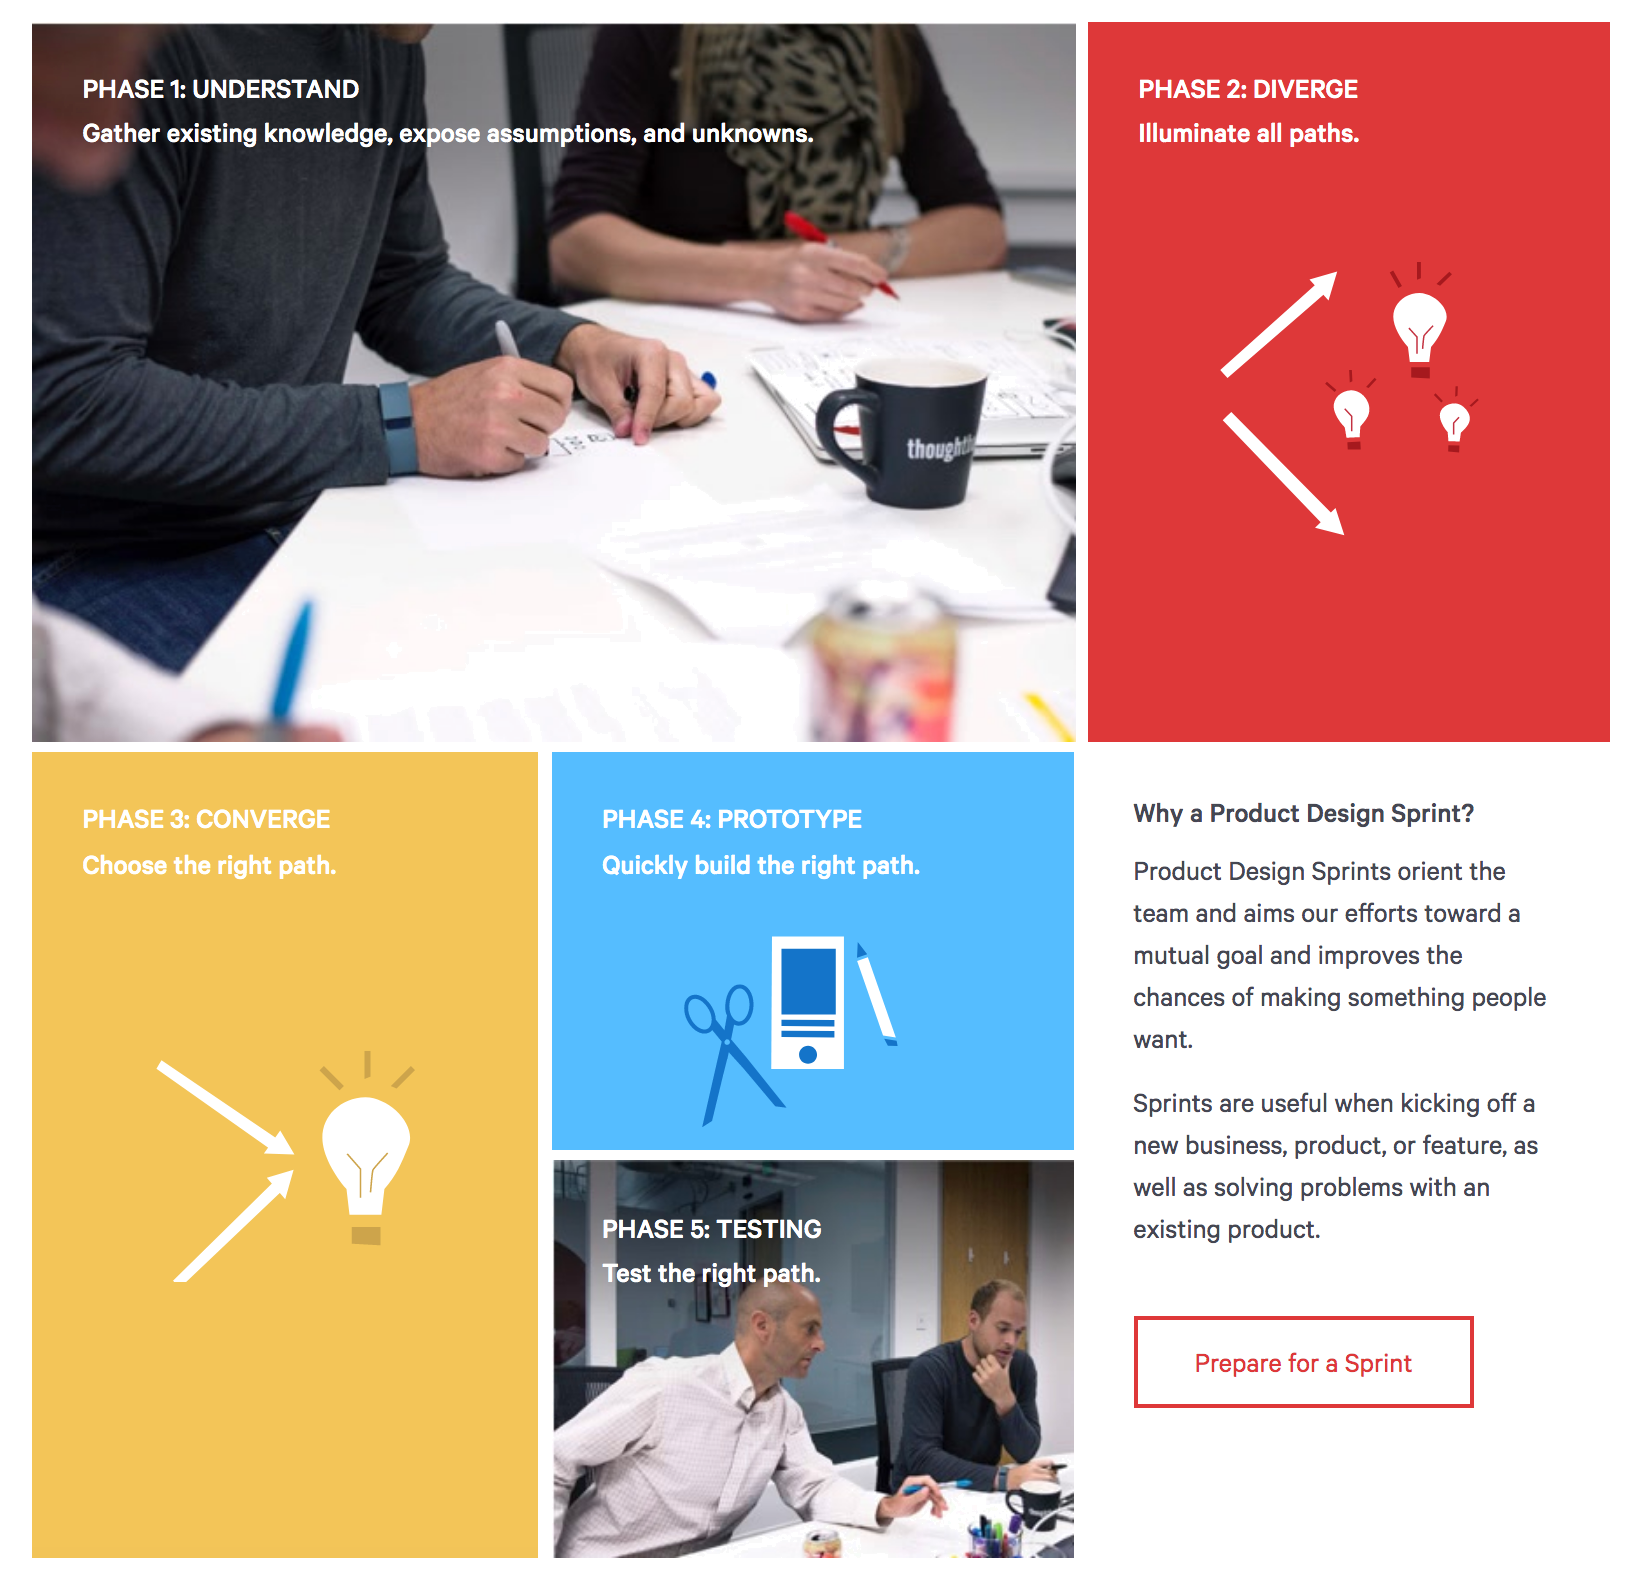 PHASE 1: UNDERSTAND
Gather existing knowledge, expose assumptions, and unknowns.
PHASE 2: DIVERGE
Illuminate all paths.
PHASE 3: CONVERGE
Choose the right path.
PHASE 4: PROTOTYPE
Quickly build the right path.
PHASE 5: TESTING
Test the right path.
Why a Product Design Sprint?
Product Design Sprints orient the
team and aims our efforts toward a
mutual goal and improves the
chances of making something people
want.
Sprints are useful when kicking off a
new business, product, or feature, as
well as solving problems with an
existing product.
Prepare for a Sprint